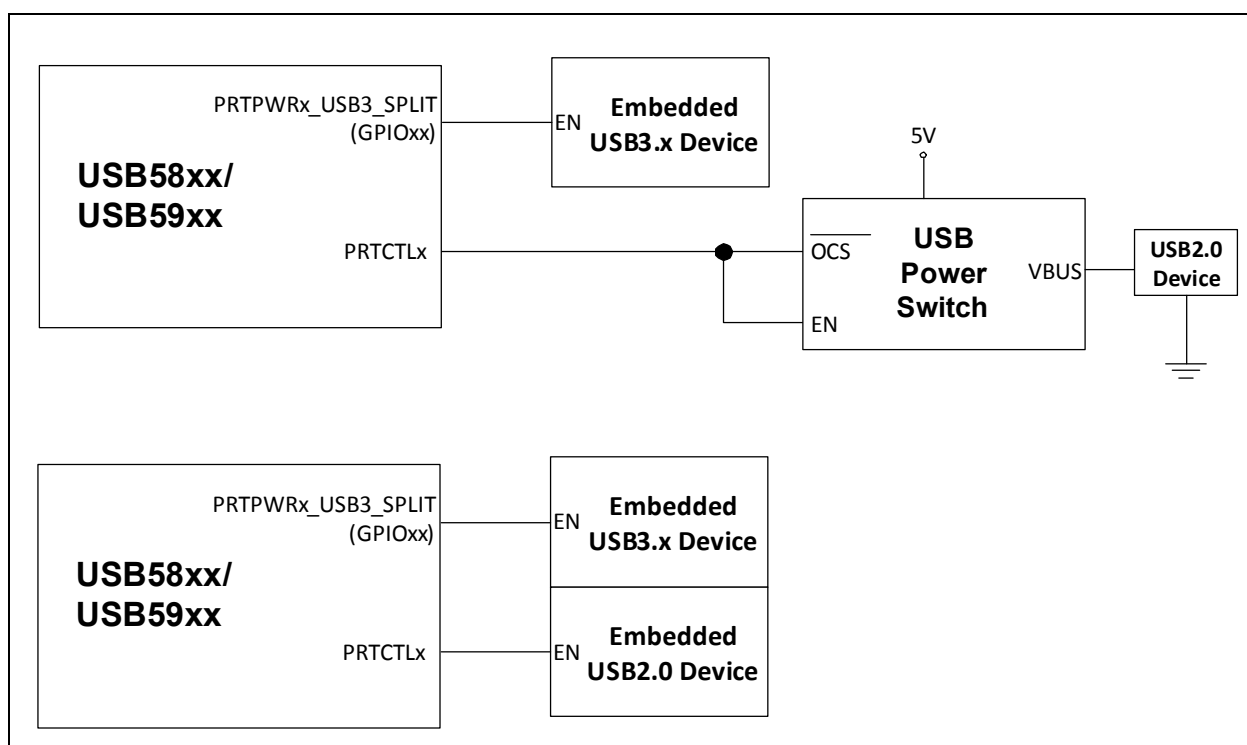 PRTPWRx_USB3_SPLIT
(GPIOxx)
USB58xx/
USB59xx
PRTCTLx
EN
Embedded
USB3.x Device
5V
OCS
EN
USB
Power
Switch
VBUS
USB2.0
Device
PRTPWRx_USB3_SPLIT
(GPIOxx)
USB58xx/
USB59xx
PRTCTLx
EN
Embedded
USB3.x Device
EN
Embedded
USB2.0 Device